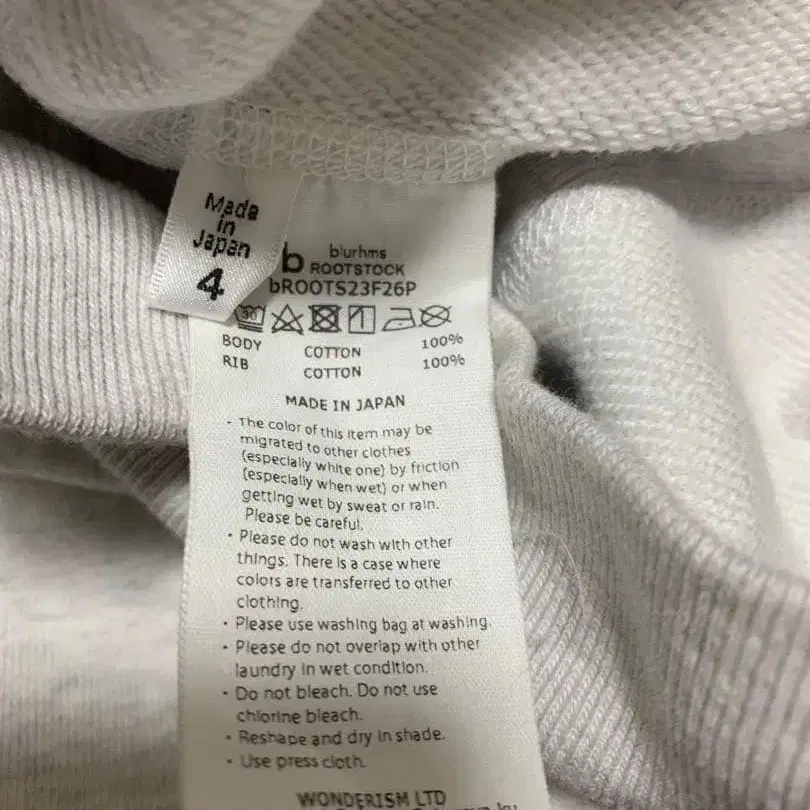 Made
in
Japan
4
b blurhms
ROOTSTOCK
bROOTS23F26P
30
BODY COTTON 100%
RIB COTTON 100%
MADE IN JAPAN
・The color of this item may be
migrated to other clothes
(especially white one) by friction
(especially when wet) or when
getting wet by sweat or rain.
Please be careful.
・Please do not wash with other
things. There is a case where
colors are transferred to other
clothing.
・Please use washing bag at washing.
・Please do not overlap with other
laundry in wet condition.
・Do not bleach. Do not use
chlorine bleach.
・Reshape and dry in shade.
・Use press cloth.
WONDERISM LTD